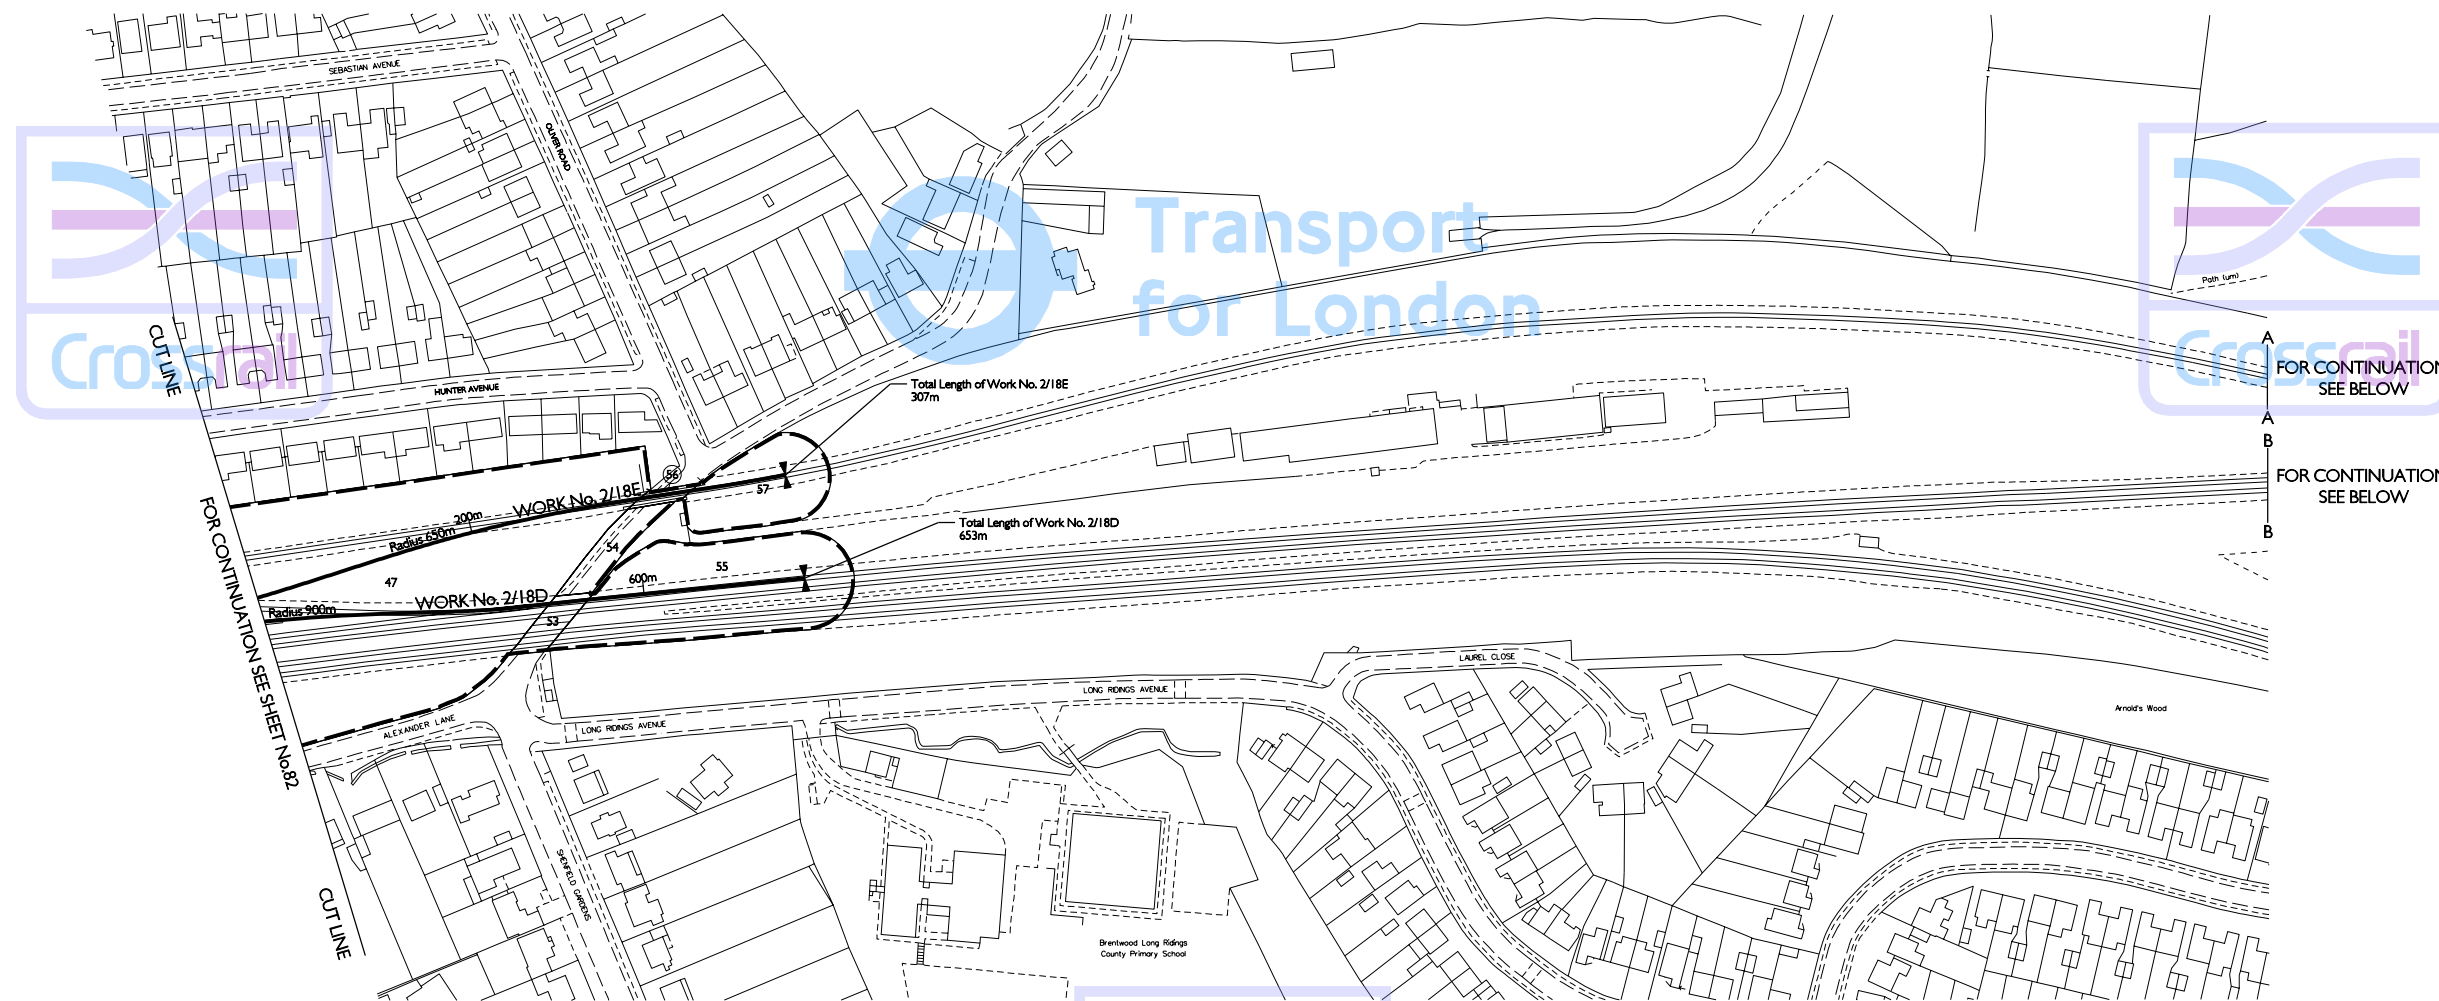 SEBASTIAN AVENUE
OLIVER ROAD
Transport
for London
Crossrail
Crossrail
Path (um)
CUT LINE
HUNTER AVENUE
Total Length of Work No. 2/18E
307m
A
FOR CONTINUATION
SEE BELOW
A
B
FOR CONTINUATION
SEE BELOW
B
56
57
WORK No. 2/18E
200m
Radius 650m
Total Length of Work No. 2/18D
653m
54
55
47
600m
WORK No. 2/18D
Radius 900m
53
FOR CONTINUATION SEE SHEET No.82
LAUREL CLOSE
LONG RIDINGS AVENUE
Arnold's Wood
ALEXANDER LANE
LONG RIDINGS AVENUE
SHENFIELD GARDENS
CUT LINE
Brentwood Long Ridings
County Primary School